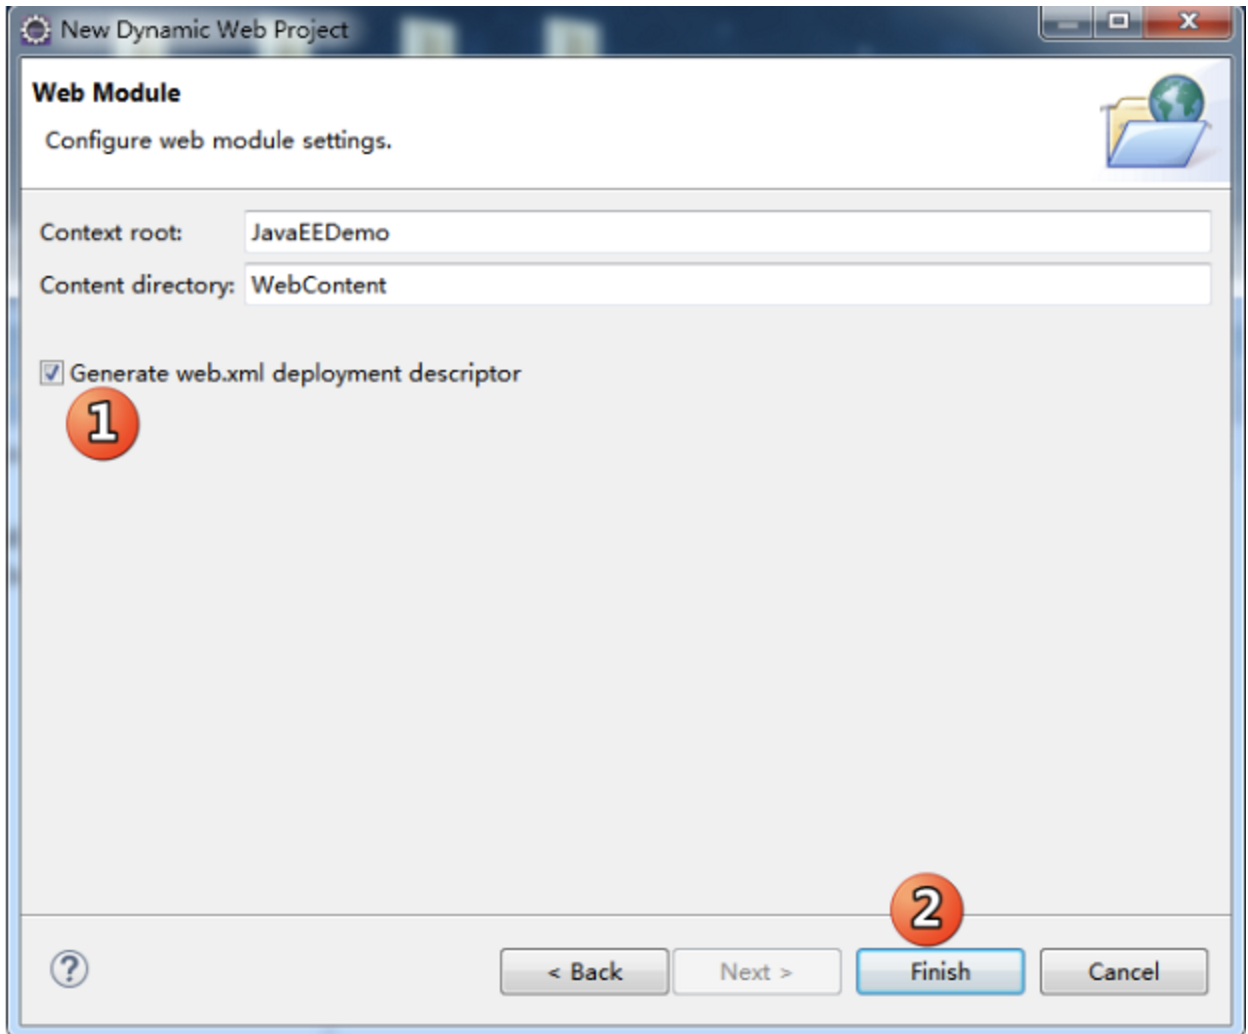 New Dynamic Web Project
Web Module
Configure web module settings.
Context root: JavaEEDemo
Content directory: WebContent
Generate web.xml deployment descriptor
1
2
? < Back Next > Finish Cancel